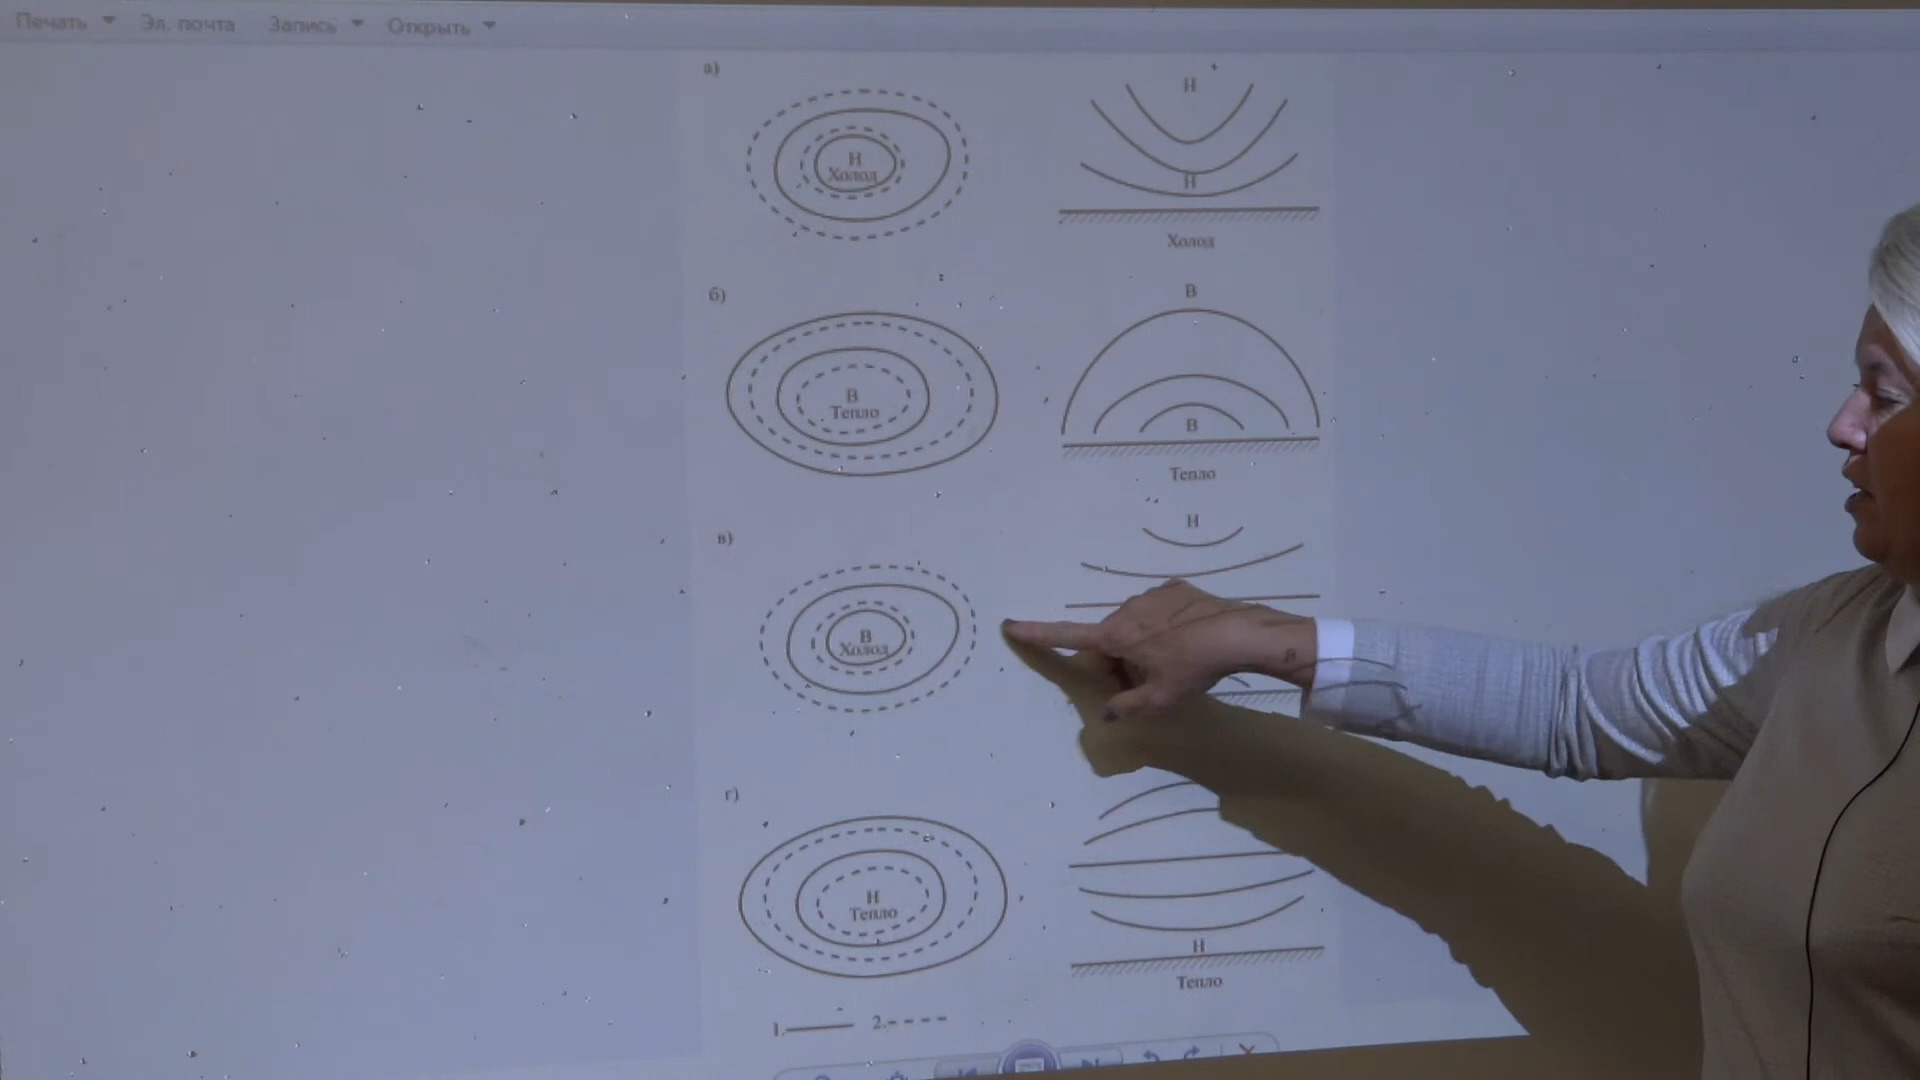 Печать Эл. почта Запись Открыть
а)
Н
Холод
Н
Н
Холод
б)
В
Тепло
В
В
Тепло
в)
В
Холод
Н
В
г)
Н
Тепло
Н
Тепло
1. 2.